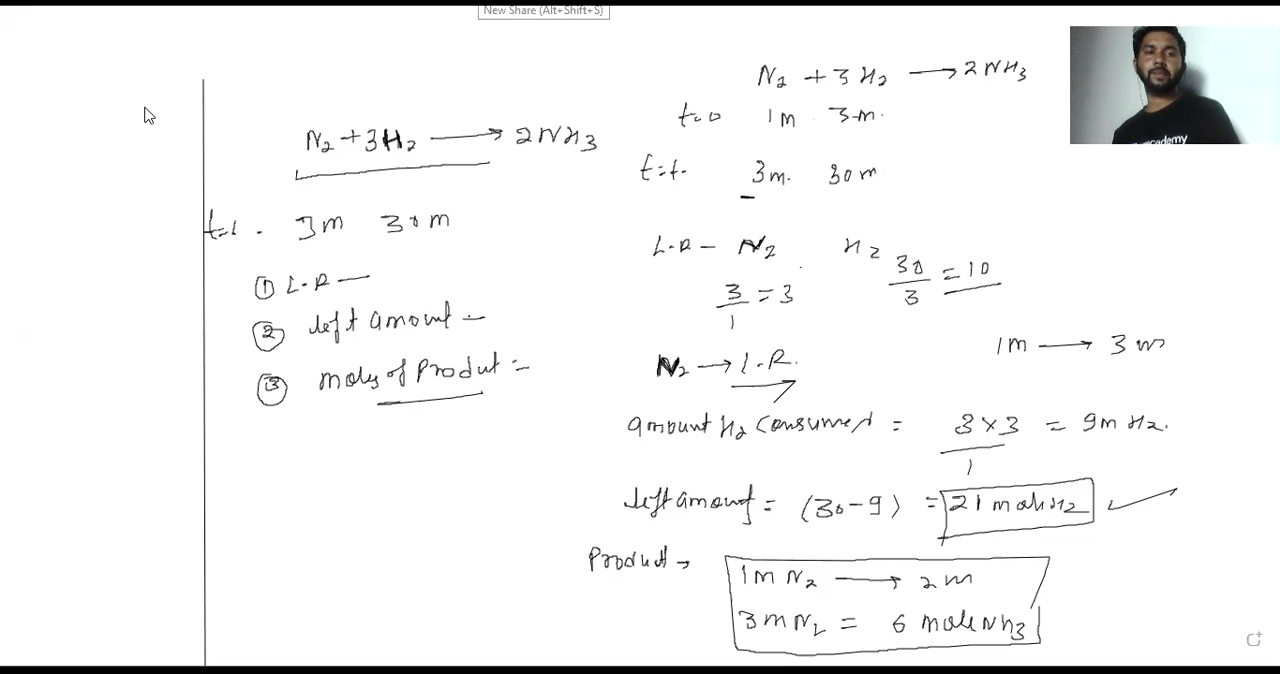 New Share (Alt+Shift+S)
N₂ + 3H₂ ⟶ 2NH₃
3m 30m
① L.R —
② left amount =
③ moles of Product =
N₂ + 3H₂ ⟶ 2NH₃
t=0 1m 3m.
t=t. 3m. 30m
L.R — N₂ H₂
3/1 = 3 30/3 = 10
N₂ → L.R.
1m ⟶ 3m
amount H₂ Consumed = 3×3/1 = 9m H₂.
left amount = (30-9) = 21 mole H₂
Product →
1m N₂ ⟶ 2m
3m N₂ = 6 mole NH₃
academy